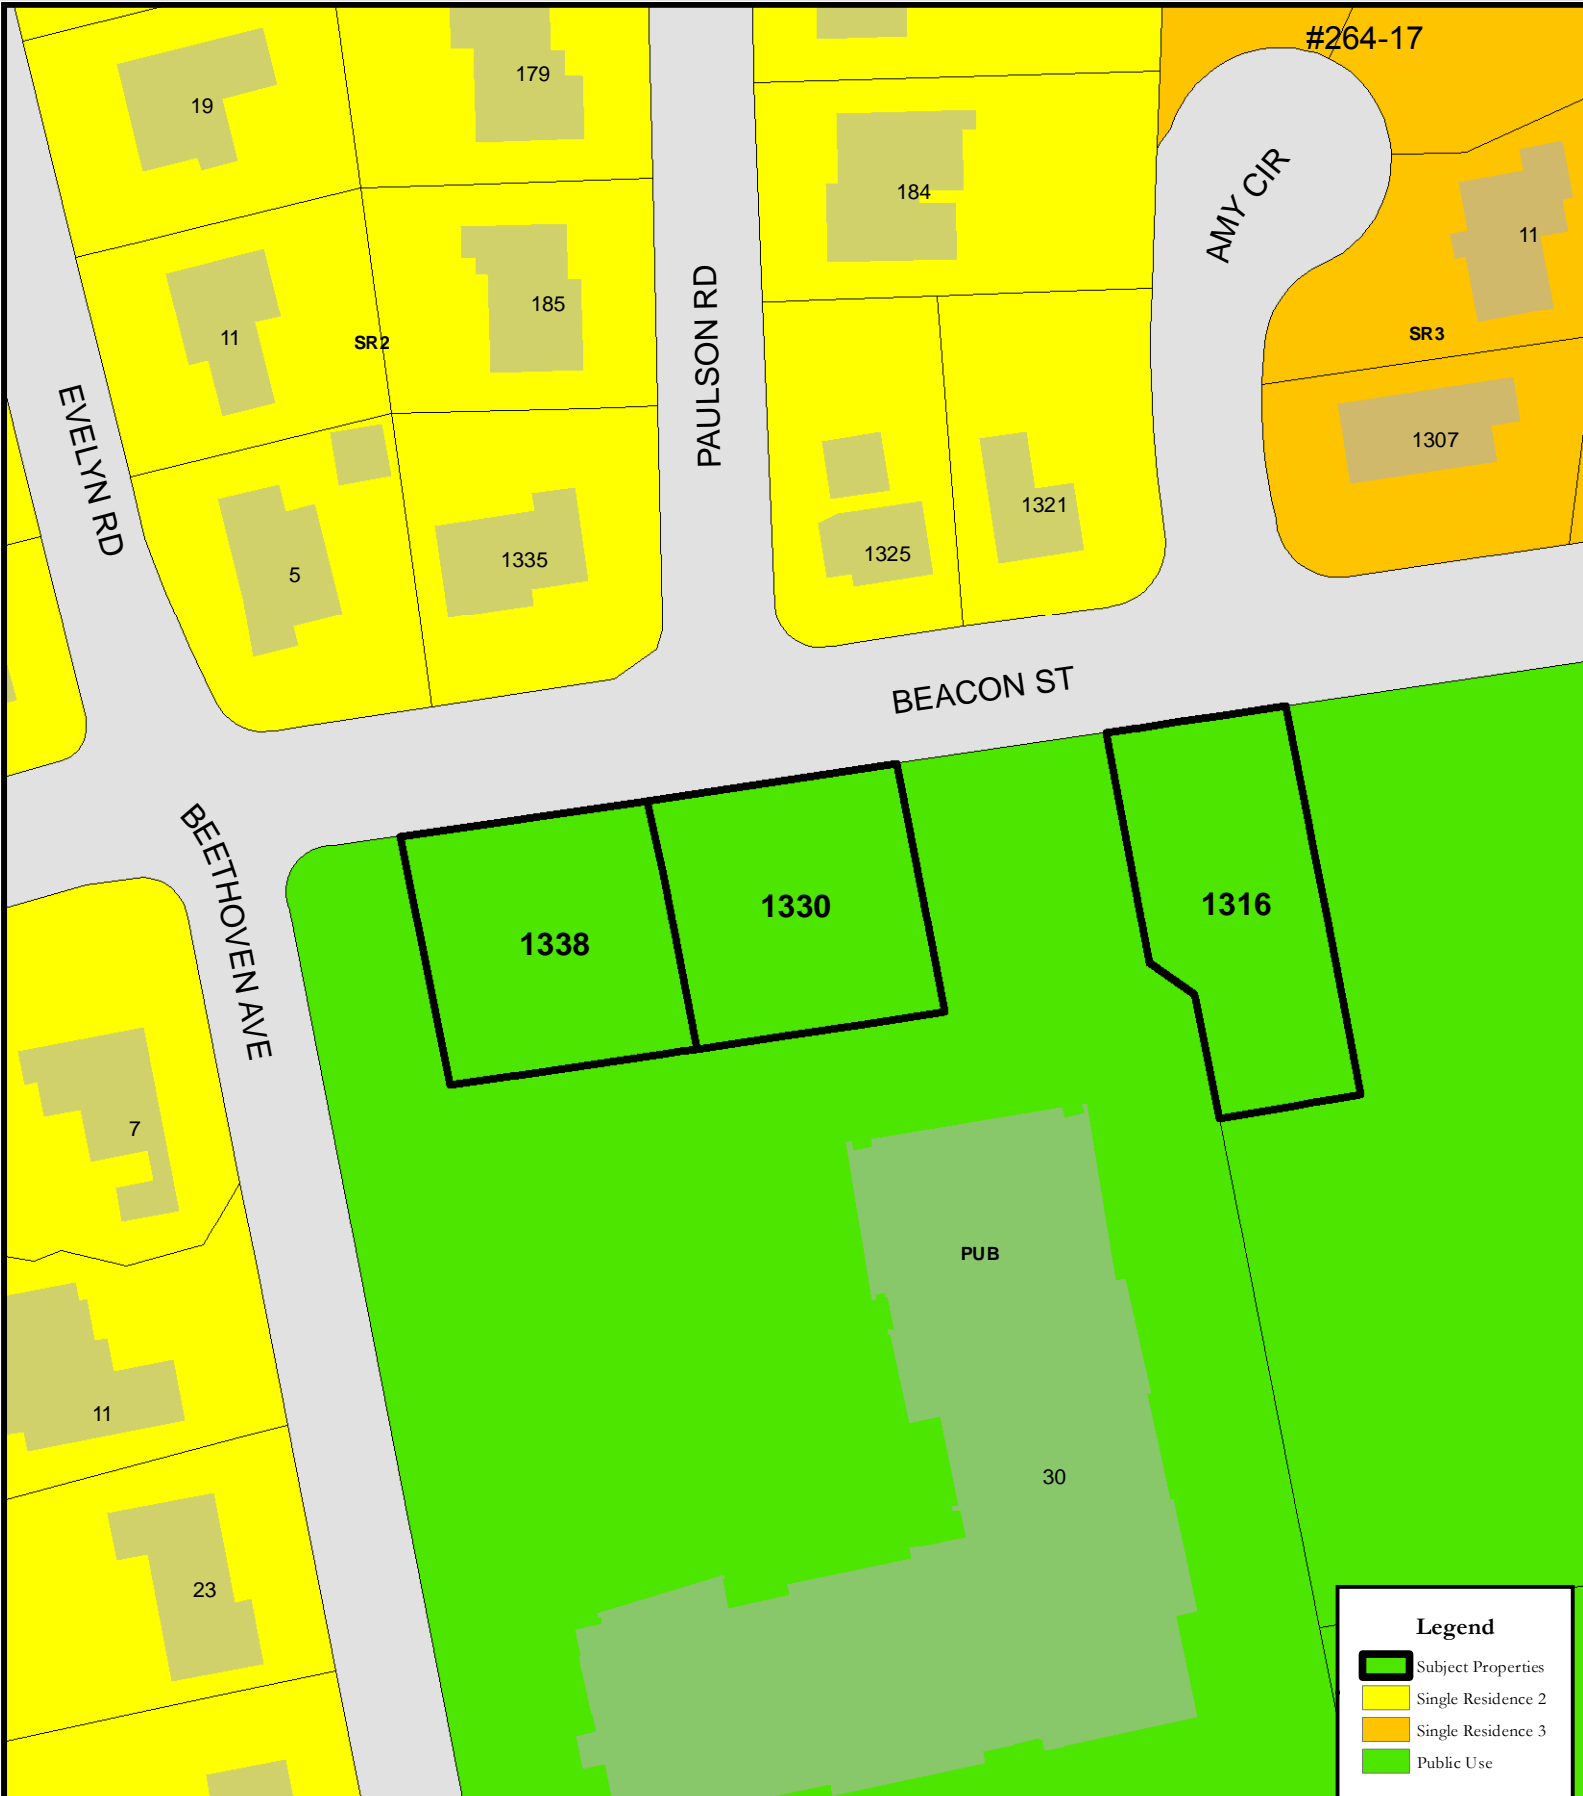 #264-17
179
19
184
AMY CIR
11
PAULSON RD
185
11
SR2
SR3
EVELYN RD
1307
1321
1325
1335
5
BEACON ST
BEETHOVEN AVE
1316
1330
1338
7
PUB
11
30
23
Legend
Subject Properties
Single Residence 2
Single Residence 3
Public Use